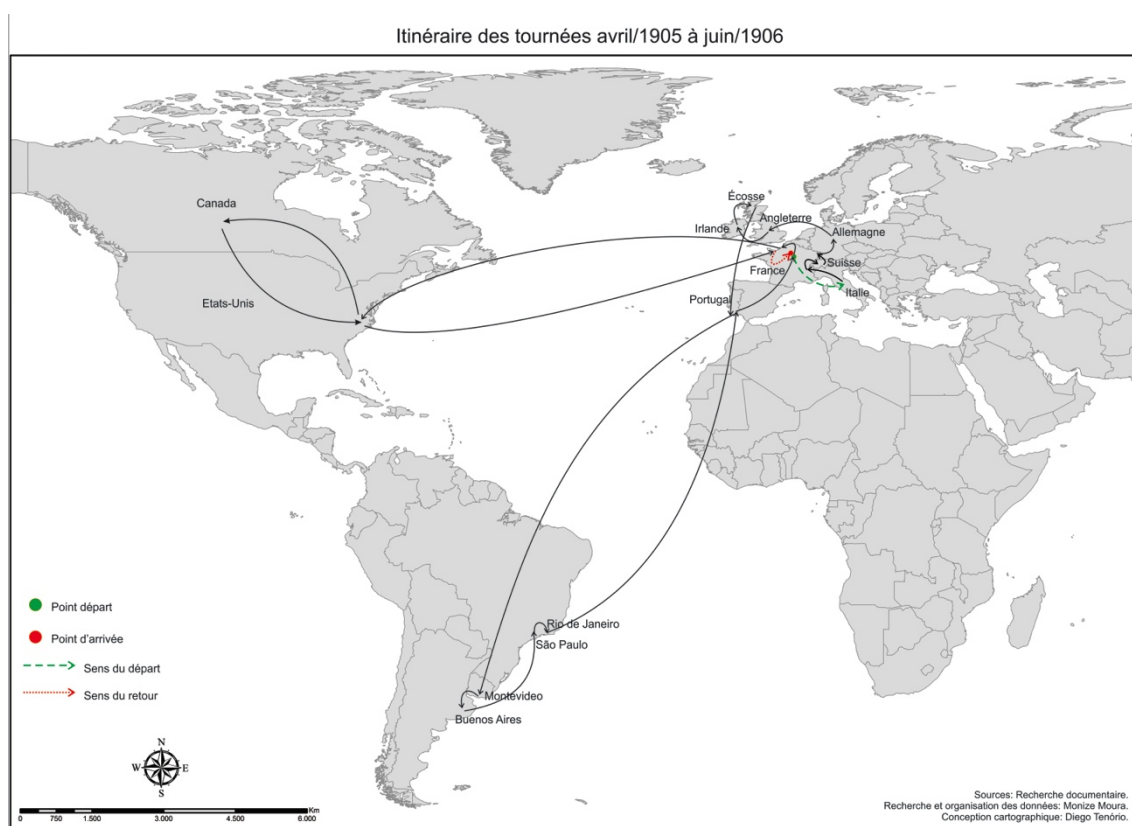 Itinéraire des tournées avril/1905 à juin/1906
Canada
Etats-Unis
Écosse
Angleterre
Irlande
Allemagne
Suisse
France
Italie
Portugal
Rio de Janeiro
São Paulo
Montevideo
Buenos Aires
Point départ
Point d'arrivée
Sens du départ
Sens du retour
N
W E
S
Km
0 750 1.500 3.000 4.500 6.000
Sources: Recherche documentaire.
Recherche et organisation des données: Monize Moura.
Conception cartographique: Diego Tenório.